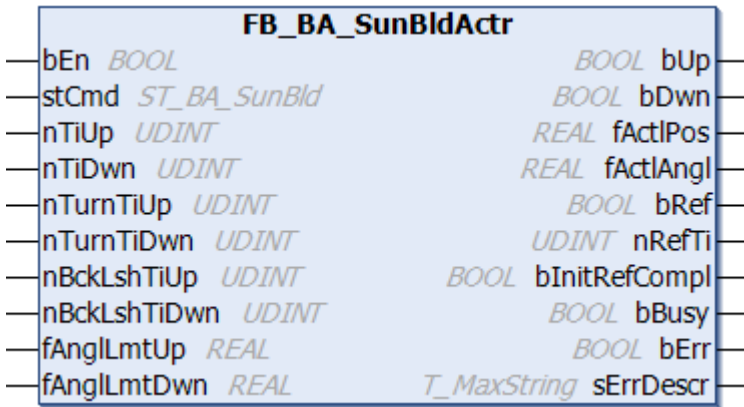 FB_BA_SunBldActr
bEn BOOL BOOL bUp
stCmd ST_BA_SunBld BOOL bDwn
nTiUp UDINT REAL fActlPos
nTiDwn UDINT REAL fActlAngl
nTurnTiUp UDINT BOOL bRef
nTurnTiDwn UDINT UDINT nRefTi
nBckLshTiUp UDINT BOOL bInitRefCompl
nBckLshTiDwn UDINT BOOL bBusy
fAnglLmtUp REAL BOOL bErr
fAnglLmtDwn REAL T_MaxString sErrDescr